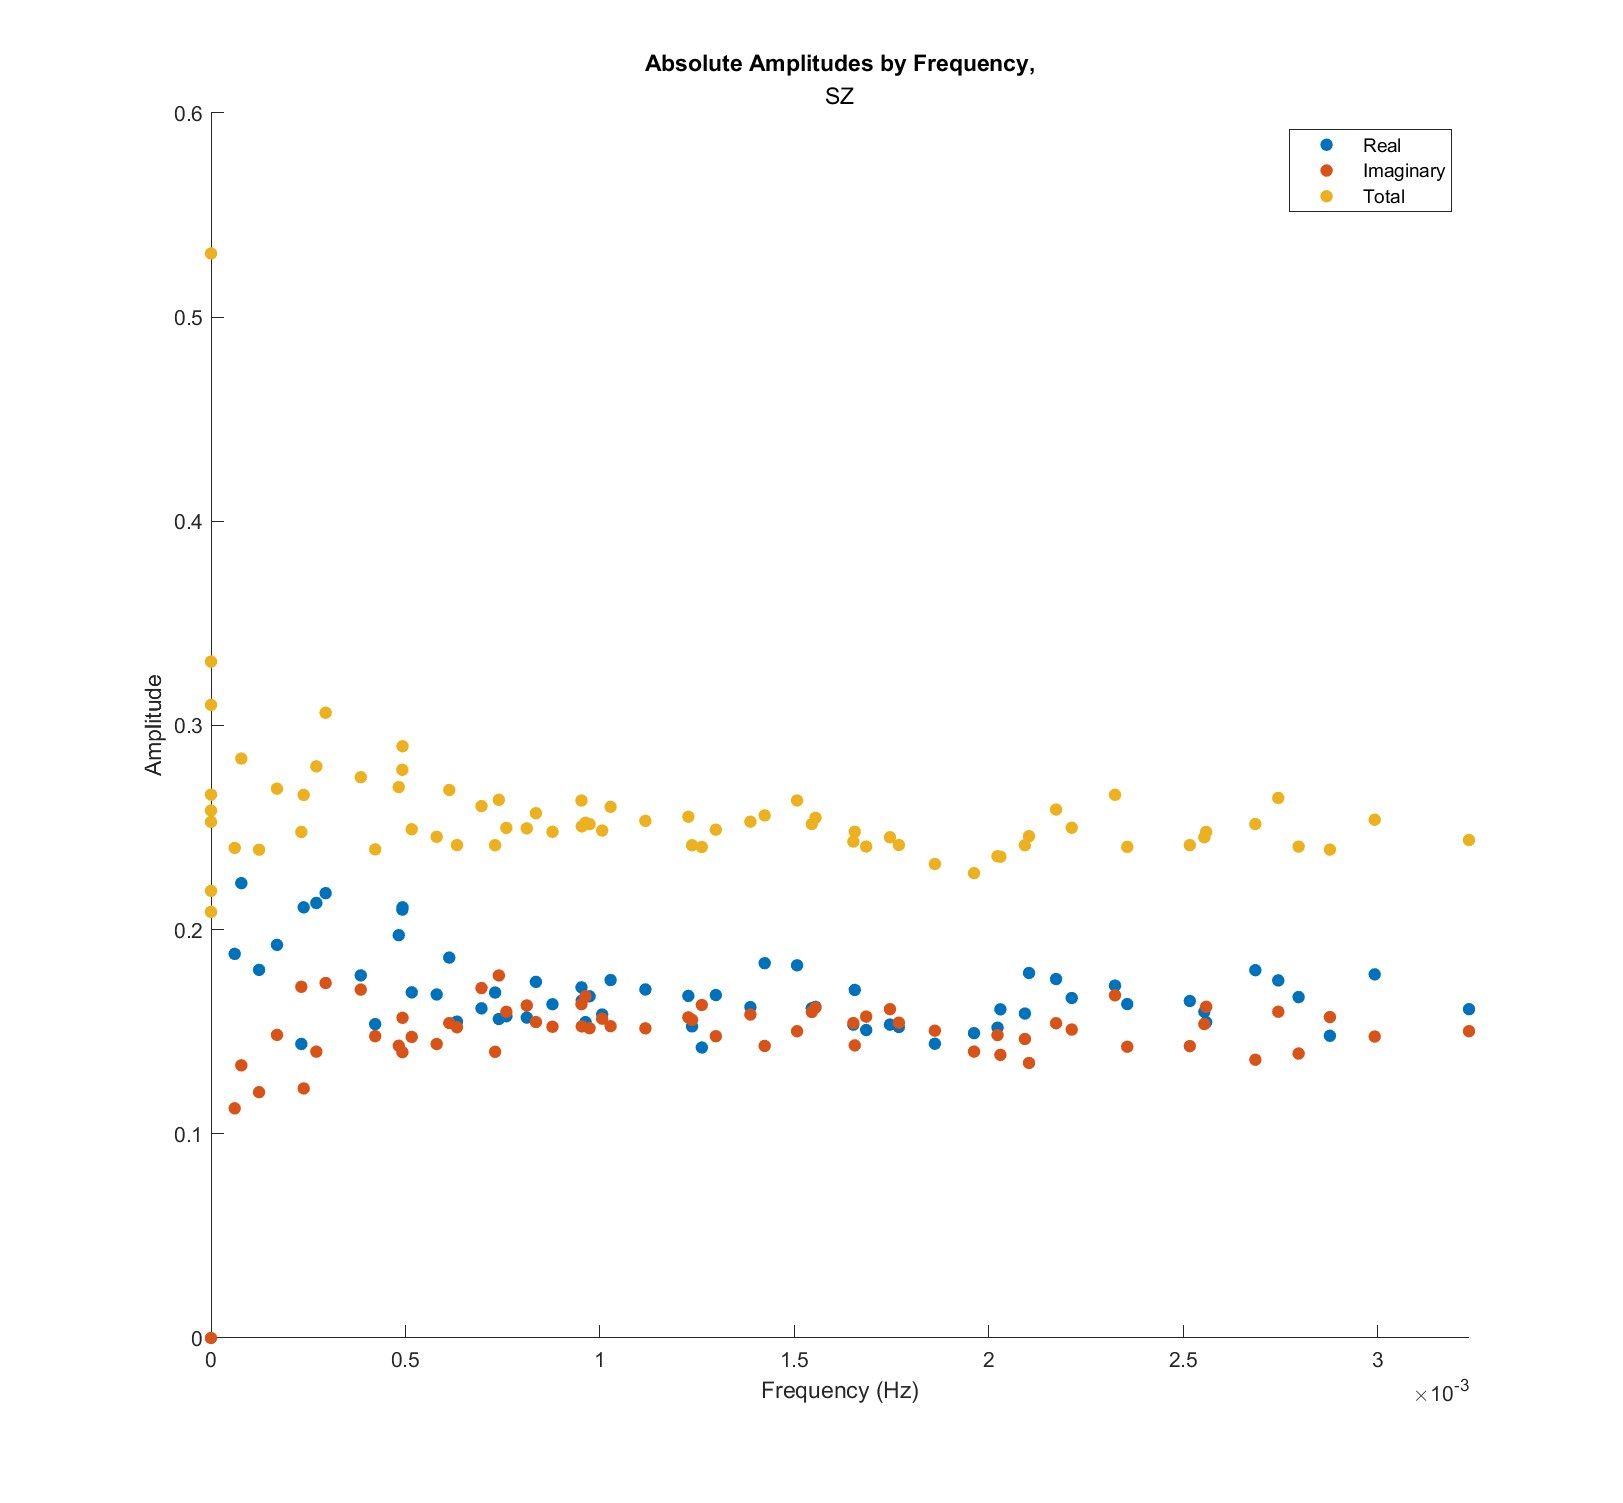 Absolute Amplitudes by Frequency,
SZ
Real
Imaginary
Total
0.6
0.5
0.4
0.3
0.2
0.1
0
Amplitude
0 0.5 1 1.5 2 2.5 3
Frequency (Hz)
×10-3